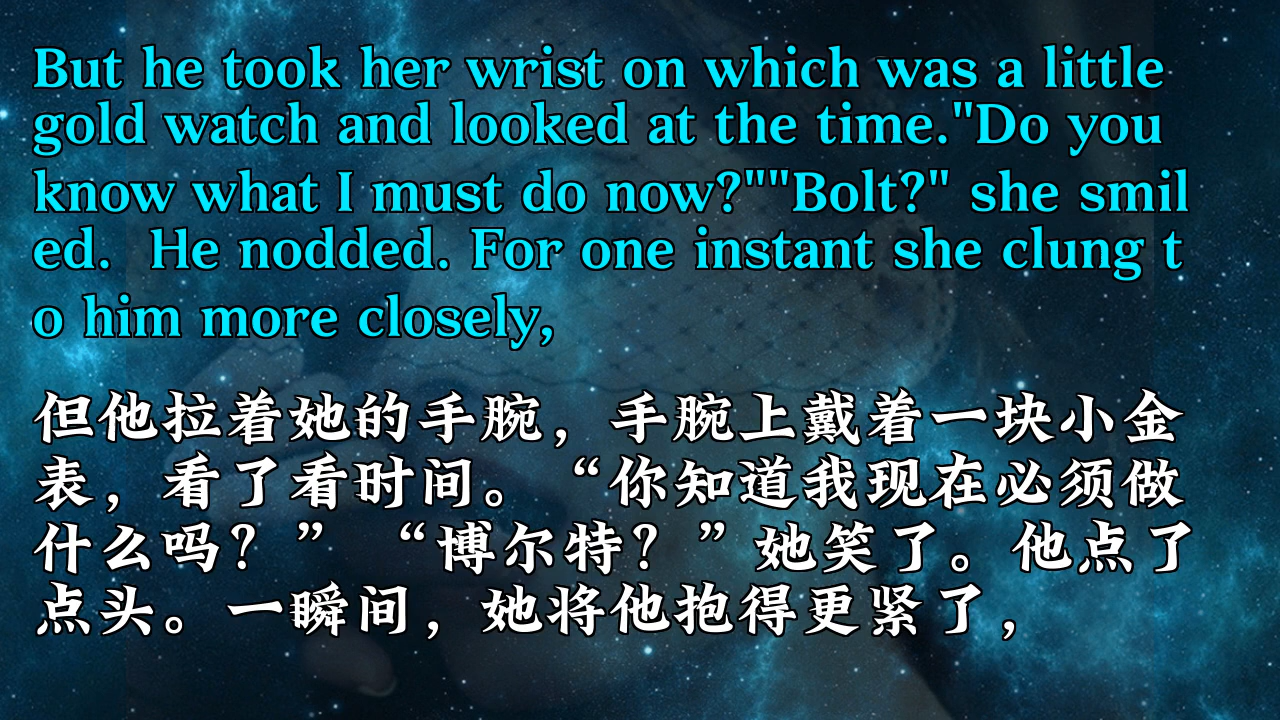 But he took her wrist on which was a little
gold watch and looked at the time."Do you
know what I must do now?""Bolt?" she smil
ed.  He nodded. For one instant she clung t
o him more closely,
但他拉着她的手腕，手腕上戴着一块小金
表，看了看时间。“你知道我现在必须做
什么吗？”“博尔特？”她笑了。他点了
点头。一瞬间，她将他抱得更紧了，